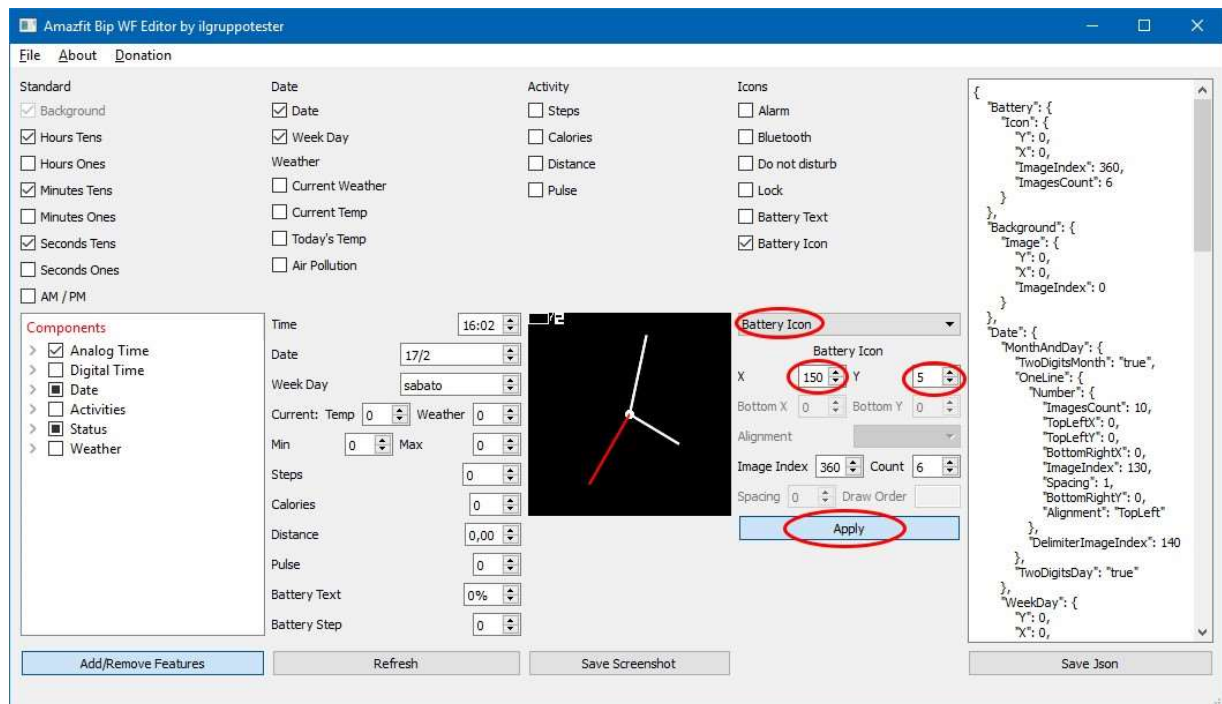 Amazfit Bip WF Editor by ilgruppotester
File About Donation
Standard
Background
Hours Tens
Hours Ones
Minutes Tens
Minutes Ones
Seconds Tens
Seconds Ones
AM / PM
Date
Date
Week Day
Weather
Current Weather
Current Temp
Today's Temp
Air Pollution
Activity
Steps
Calories
Distance
Pulse
Icons
Alarm
Bluetooth
Do not disturb
Lock
Battery Text
Battery Icon
Components
Analog Time
Digital Time
Date
Activities
Status
Weather
Add/Remove Features
Time 16:02
Date 17/2
Week Day sabato
Current: Temp 0 Weather 0
Min 0 Max 0
Steps 0
Calories 0
Distance 0,00
Pulse 0
Battery Text 0%
Battery Step 0
Refresh
/2
Save Screenshot
Battery Icon
Battery Icon
X 150 Y 5
Bottom X 0 Bottom Y 0
Alignment
Image Index 360 Count 6
Spacing 0 Draw Order
Apply
{
"Battery": {
"Icon": {
"Y": 0,
"X": 0,
"ImageIndex": 360,
"ImagesCount": 6
}
},
"Background": {
"Image": {
"Y": 0,
"X": 0,
"ImageIndex": 0
}
},
"Date": {
"MonthAndDay": {
"TwoDigitsMonth": "true",
"OneLine": {
"Number": {
"ImagesCount": 10,
"TopLeftX": 0,
"TopLeftY": 0,
"BottomRightX": 0,
"ImageIndex": 130,
"Spacing": 1,
"BottomRightY": 0,
"Alignment": "TopLeft"
},
"DelimiterImageIndex": 140
},
"TwoDigitsDay": "true"
},
"WeekDay": {
"Y": 0,
"X": 0,
Save Json